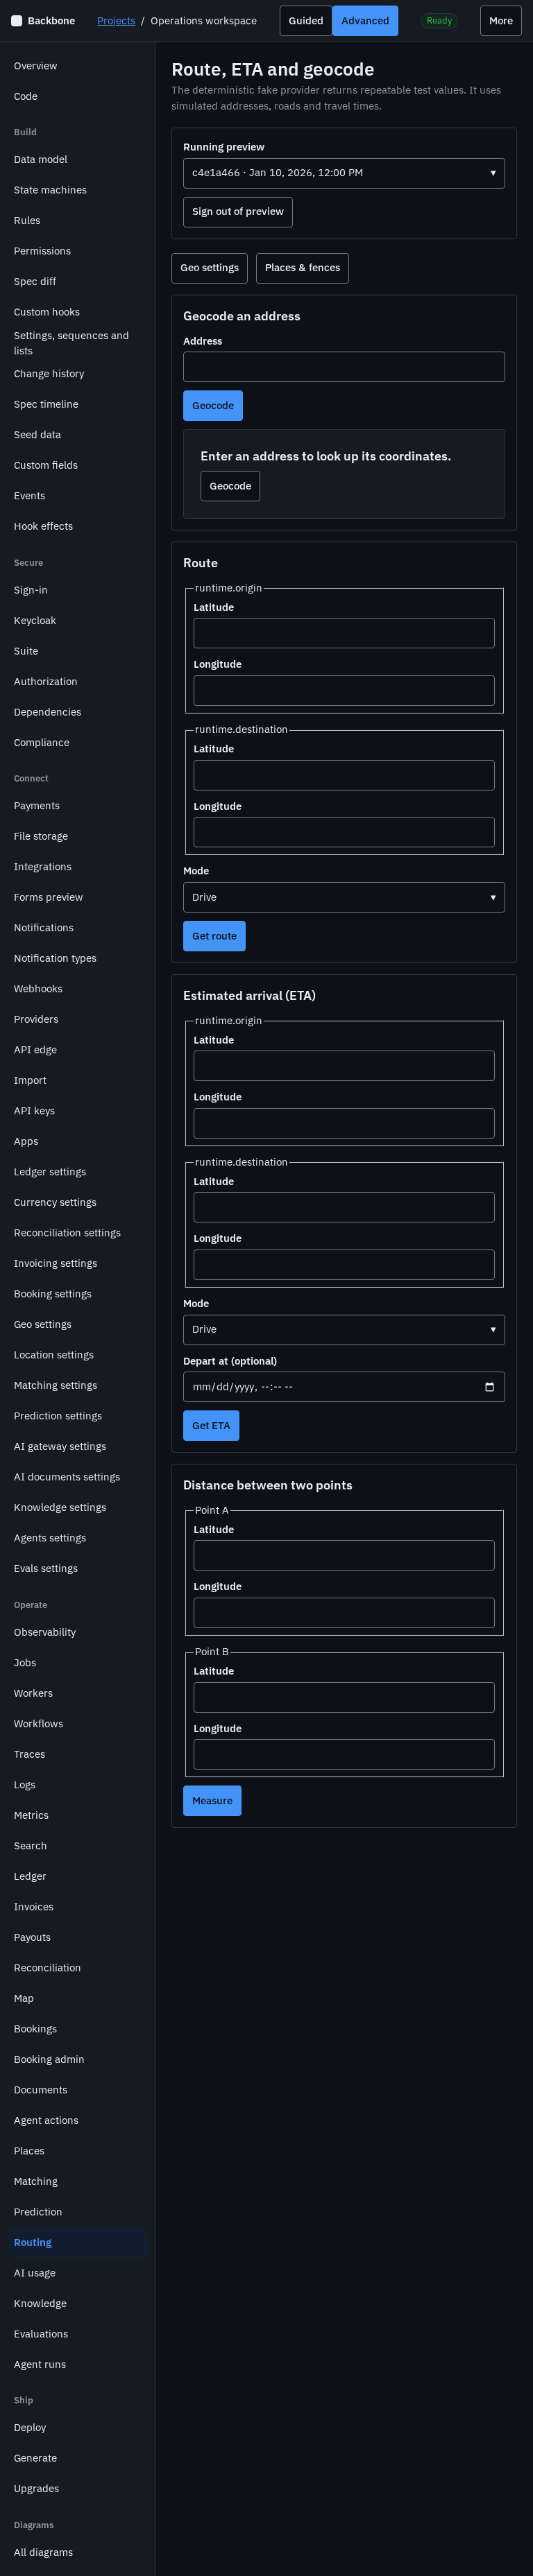 Backbone
Projects / Operations workspace
Guided
Advanced
Ready
More
Overview
Code
Build
Data model
State machines
Rules
Permissions
Spec diff
Custom hooks
Settings, sequences and
lists
Change history
Spec timeline
Seed data
Custom fields
Events
Hook effects
Secure
Sign-in
Keycloak
Suite
Authorization
Dependencies
Compliance
Connect
Payments
File storage
Integrations
Forms preview
Notifications
Notification types
Webhooks
Providers
API edge
Import
API keys
Apps
Ledger settings
Currency settings
Reconciliation settings
Invoicing settings
Booking settings
Geo settings
Location settings
Matching settings
Prediction settings
AI gateway settings
AI documents settings
Knowledge settings
Agents settings
Evals settings
Operate
Observability
Jobs
Workers
Workflows
Traces
Logs
Metrics
Search
Ledger
Invoices
Payouts
Reconciliation
Map
Bookings
Booking admin
Documents
Agent actions
Places
Matching
Prediction
Routing
AI usage
Knowledge
Evaluations
Agent runs
Ship
Deploy
Generate
Upgrades
Diagrams
All diagrams
Route, ETA and geocode
The deterministic fake provider returns repeatable test values. It uses
simulated addresses, roads and travel times.
Running preview
c4e1a466 · Jan 10, 2026, 12:00 PM
Sign out of preview
Geo settings
Places & fences
Geocode an address
Address
Geocode
Enter an address to look up its coordinates.
Geocode
Route
runtime.origin
Latitude
Longitude
runtime.destination
Latitude
Longitude
Mode
Drive
Get route
Estimated arrival (ETA)
runtime.origin
Latitude
Longitude
runtime.destination
Latitude
Longitude
Mode
Drive
Depart at (optional)
mm/dd/yyyy, --:-- --
Get ETA
Distance between two points
Point A
Latitude
Longitude
Point B
Latitude
Longitude
Measure